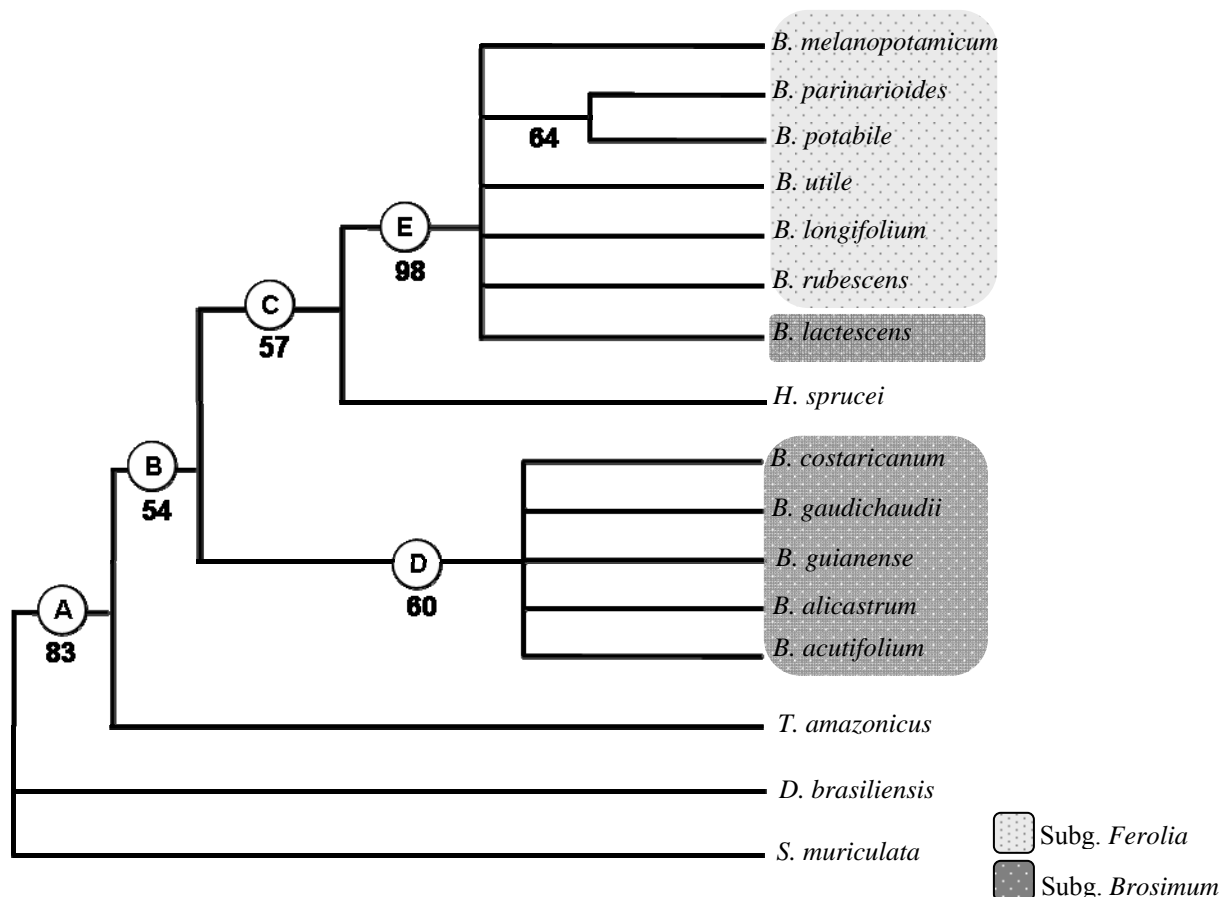 B. melanopotamicum
B. parinarioides
64
B. potabile
B. utile
E
98
B. longifolium
B. rubescens
C
57
B. lactescens
H. sprucei
B
54
B. costaricanum
B. gaudichaudii
D
60
B. guianense
B. alicastrum
A
83
B. acutifolium
T. amazonicus
D. brasiliensis
S. muriculata
Subg. Ferolia
Subg. Brosimum